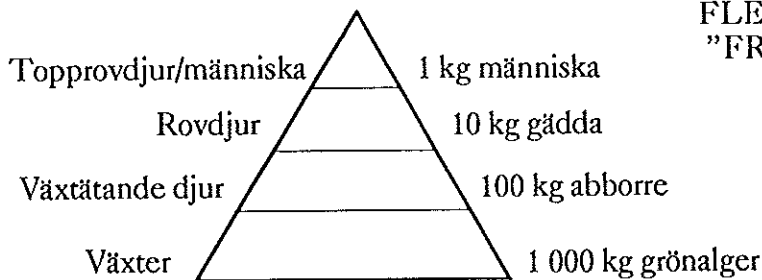 FLE
"FR
Topprovdjur/människa 1 kg människa
Rovdjur 10 kg gädda
Växtätande djur 100 kg abborre
Växter 1 000 kg grönalger